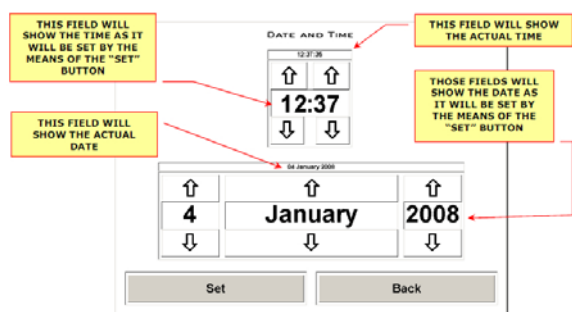 THIS FIELD WILL
SHOW THE TIME AS IT
WILL BE SET BY THE
MEANS OF THE “SET”
BUTTON
DATE AND TIME
THIS FIELD WILL SHOW
THE ACTUAL TIME
12:37:36
12:37
THOSE FIELDS WILL
SHOW THE DATE AS
IT WILL BE SET BY
THE MEANS OF THE
“SET” BUTTON
THIS FIELD WILL
SHOW THE ACTUAL
DATE
04 January 2008
4 January 2008
Set Back